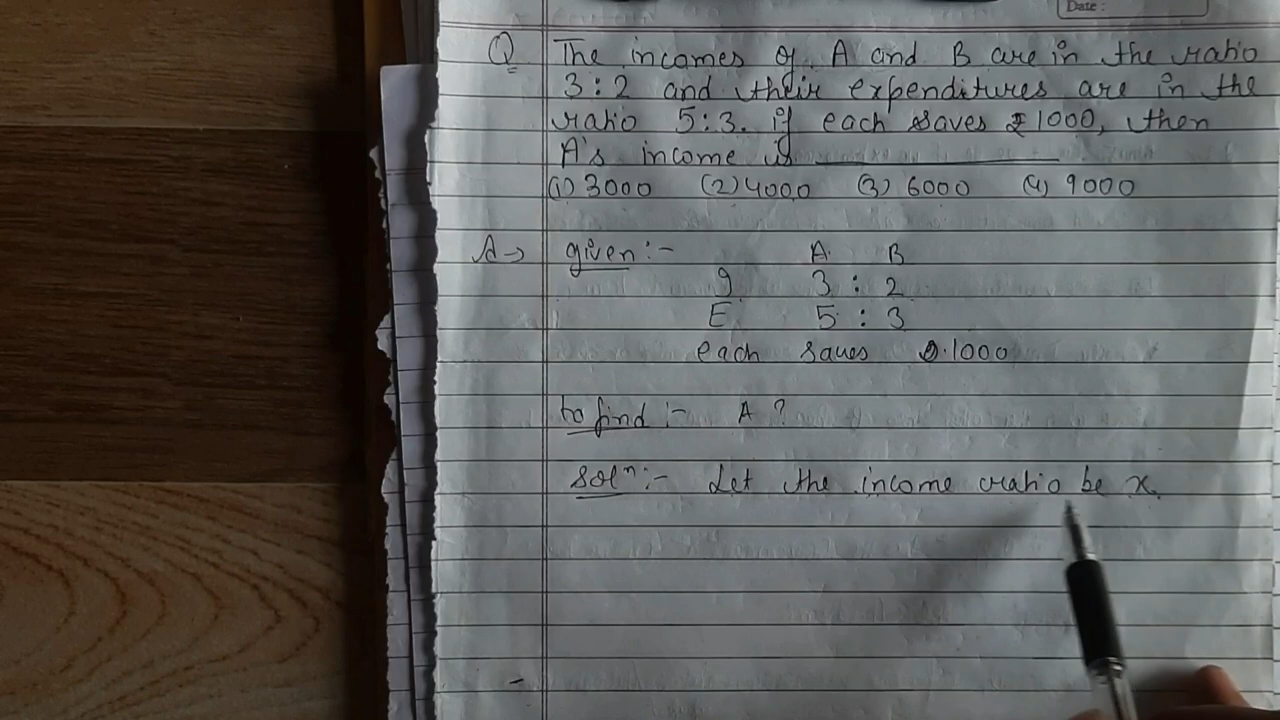 Date :
Q The incomes of A and B are in the ratio
3 : 2 and their expenditures are in the
ratio 5 : 3. if each saves ₹ 1000, then
A's income is ____________
(1) 3000 (2) 4000 (3) 6000 (4) 9000
A → given :- A B
I 3 : 2
E 5 : 3
each saves 1000
to find :- A ?
Solⁿ :- Let the income ratio be x.